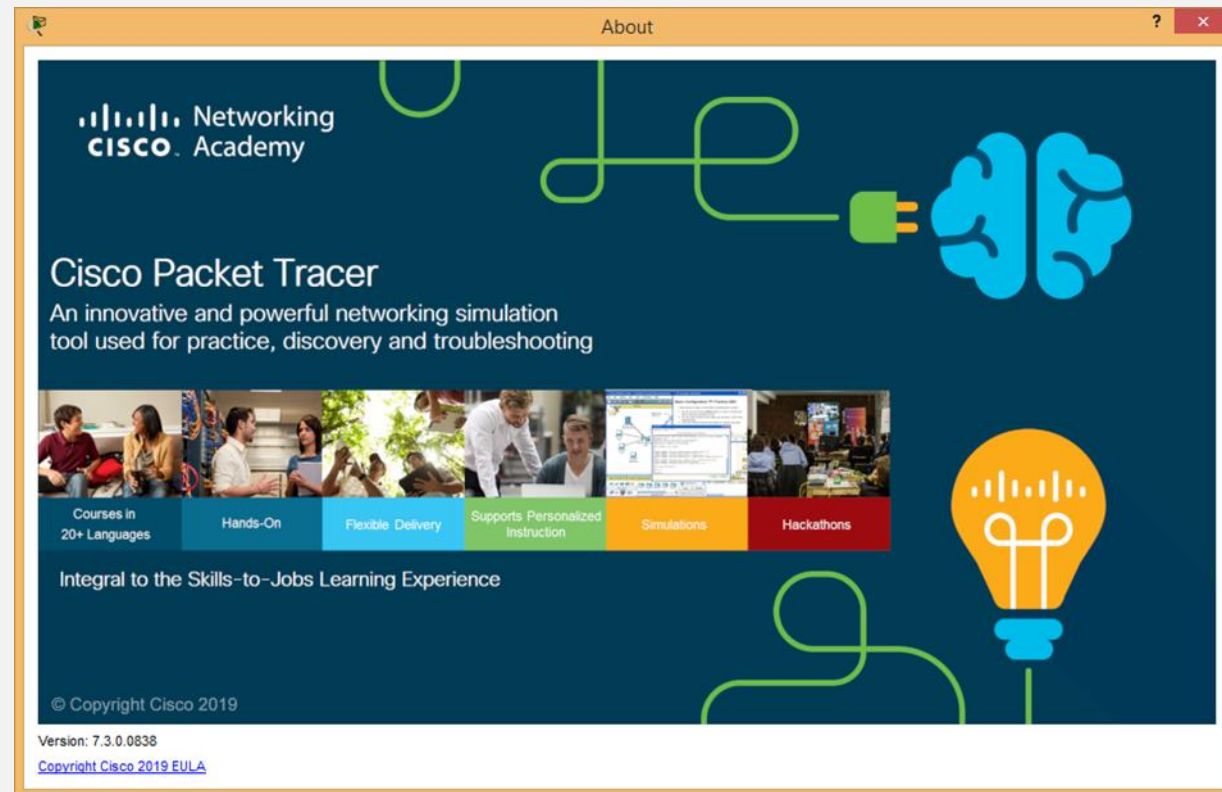 About
?
Networking
CISCO Academy
Cisco Packet Tracer
An innovative and powerful networking simulation
tool used for practice, discovery and troubleshooting
Courses in
20+ Languages
Hands-On
Flexible Delivery
Supports Personalized
Instruction
Simulations
Hackathons
Integral to the Skills-to-Jobs Learning Experience
© Copyright Cisco 2019
Version: 7.3.0.0838
Copyright Cisco 2019 EULA